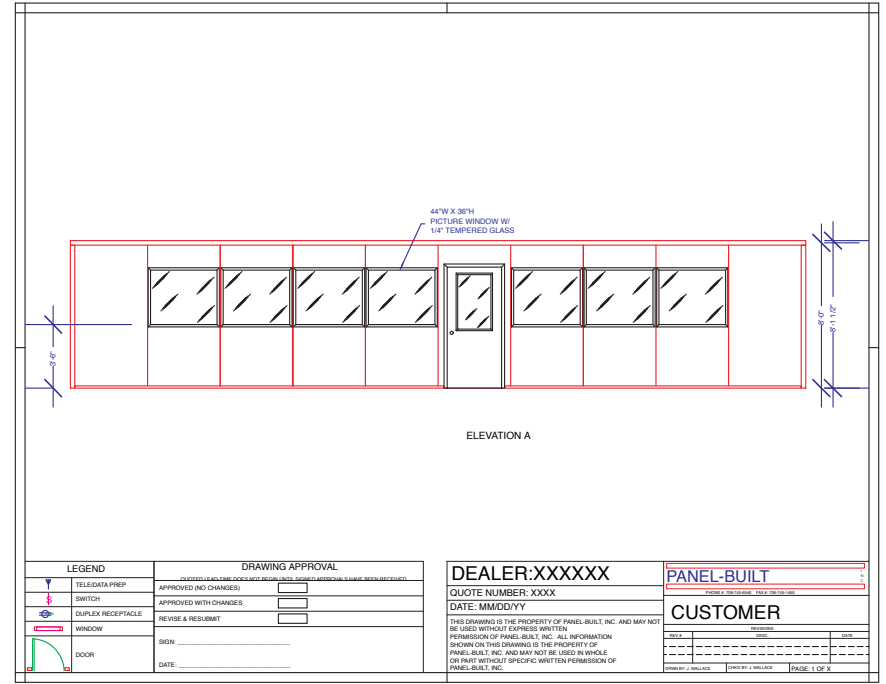 44"W X 36"H
PICTURE WINDOW W/
1/4" TEMPERED GLASS
3'-6"
8'-0"
8'-1 1/2"
ELEVATION A
LEGEND
TELE/DATA PREP
SWITCH
DUPLEX RECEPTACLE
WINDOW
DOOR
DRAWING APPROVAL
QUOTED LEAD-TIME DOES NOT BEGIN UNTIL SIGNED APPROVALS HAVE BEEN RECEIVED
APPROVED (NO CHANGES)
APPROVED WITH CHANGES
REVISE & RESUBMIT
SIGN:
DATE:
DEALER:XXXXXX
QUOTE NUMBER: XXXX
DATE: MM/DD/YY
THIS DRAWING IS THE PROPERTY OF PANEL-BUILT, INC. AND MAY NOT
BE USED WITHOUT EXPRESS WRITTEN
PERMISSION OF PANEL-BUILT, INC. ALL INFORMATION
SHOWN ON THIS DRAWING IS THE PROPERTY OF
PANEL-BUILT, INC. AND MAY NOT BE USED IN WHOLE
OR PART WITHOUT SPECIFIC WRITTEN PERMISSION OF
PANEL-BUILT, INC.
PANEL-BUILT
INC
PHONE #: FAX #:
CUSTOMER
REVISIONS
REV # DESC. DATE
DRWN BY: J. WALLACE CHK'D BY: J. WALLACE PAGE: 1 OF X